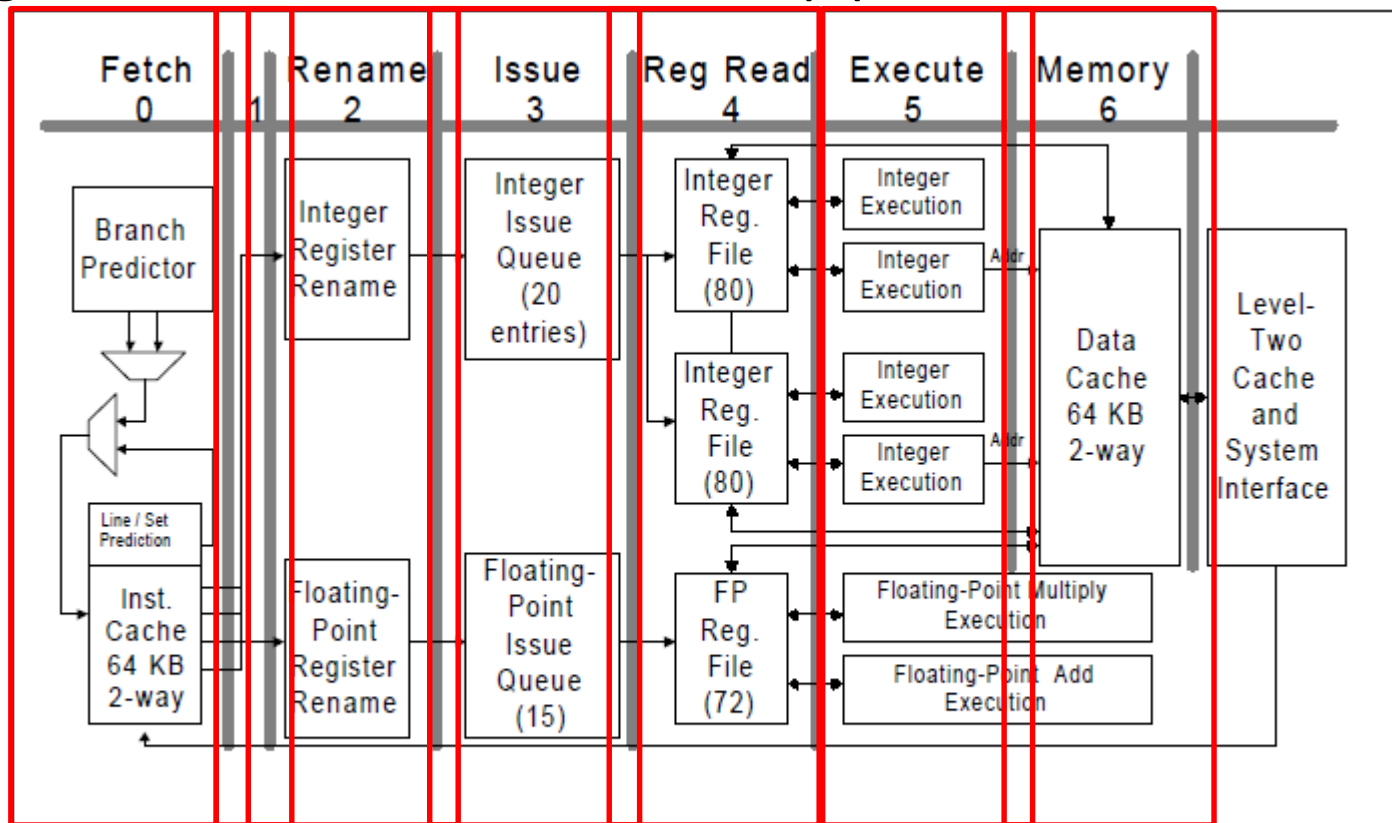 Fetch
0
1
Rename
2
Issue
3
Reg Read
4
Execute
5
Memory
6
Branch
Predictor
Line / Set
Prediction
Inst.
Cache
64 KB
2-way
Integer
Register
Rename
Floating-
Point
Register
Rename
Integer
Issue
Queue
(20
entries)
Floating-
Point
Issue
Queue
(15)
Integer
Reg.
File
(80)
Integer
Reg.
File
(80)
FP
Reg.
File
(72)
Integer
Execution
Integer
Execution
Addr
Integer
Execution
Integer
Execution
Addr
Floating-Point Multiply
Execution
Floating-Point Add
Execution
Data
Cache
64 KB
2-way
Level-
Two
Cache
and
System
Interface